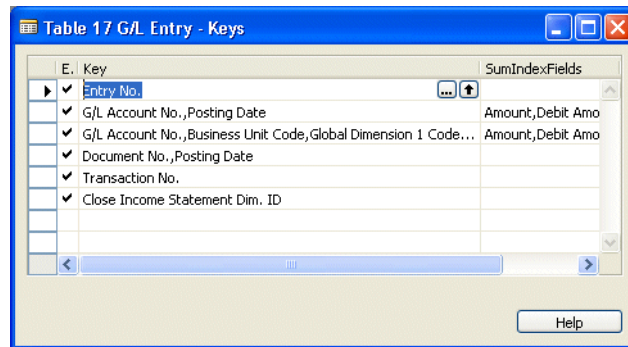 Table 17 G/L Entry - Keys
E. Key SumIndexFields
Entry No.
G/L Account No.,Posting Date Amount,Debit Amo
G/L Account No.,Business Unit Code,Global Dimension 1 Code... Amount,Debit Amo
Document No.,Posting Date
Transaction No.
Close Income Statement Dim. ID
Help